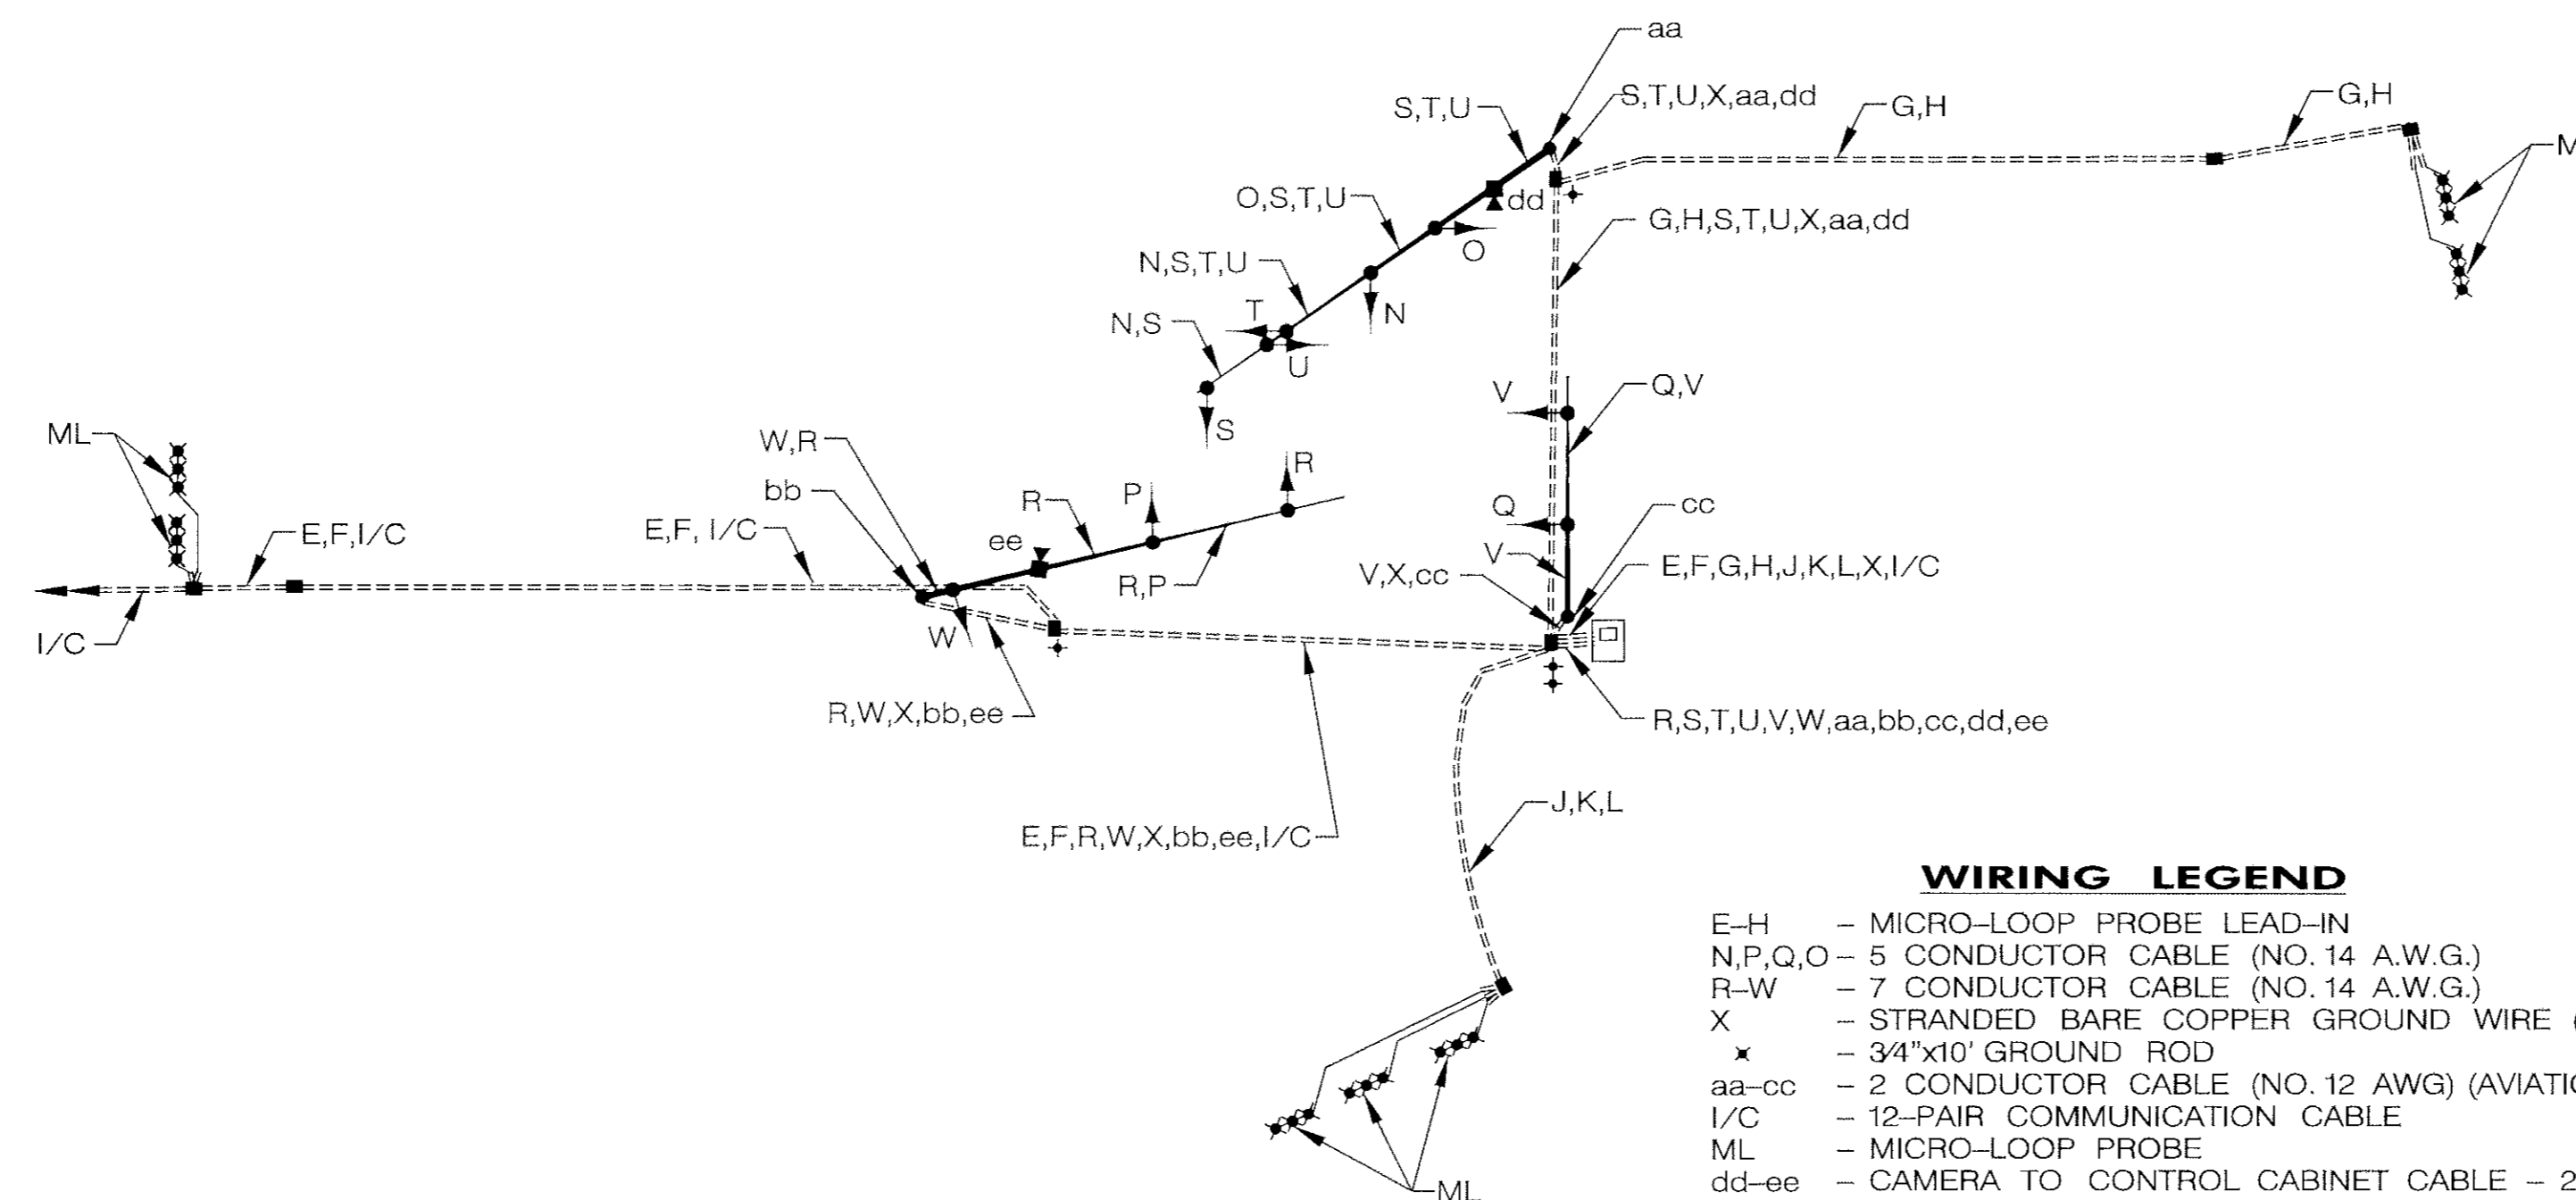 aa
S,T,U
S,T,U,X,aa,dd
G,H
G,H
O,S,T,U
dd
G,H,S,T,U,X,aa,dd
O
N,S,T,U
N,S
T
N
U
S
V
Q,V
ML
W,R
bb
R
P
R
Q
cc
E,F,I/C
E,F, I/C
ee
V
E,F,G,H,J,K,L,X,I/C
V,X,cc
R,P
I/C
W
R,W,X,bb,ee
R,S,T,U,V,W,aa,bb,cc,dd,ee
E,F,R,W,X,bb,ee,I/C
J,K,L
WIRING LEGEND
E-H - MICRO-LOOP PROBE LEAD-IN
N,P,Q,O - 5 CONDUCTOR CABLE (NO. 14 A.W.G.)
R-W - 7 CONDUCTOR CABLE (NO. 14 A.W.G.)
X - STRANDED BARE COPPER GROUND WIRE
- 3/4"x10' GROUND ROD
aa-cc - 2 CONDUCTOR CABLE (NO. 12 AWG)
I/C - 12-PAIR COMMUNICATION CABLE
ML - MICRO-LOOP PROBE
dd-ee - CAMERA TO CONTROL CABINET CABLE - 2
ML